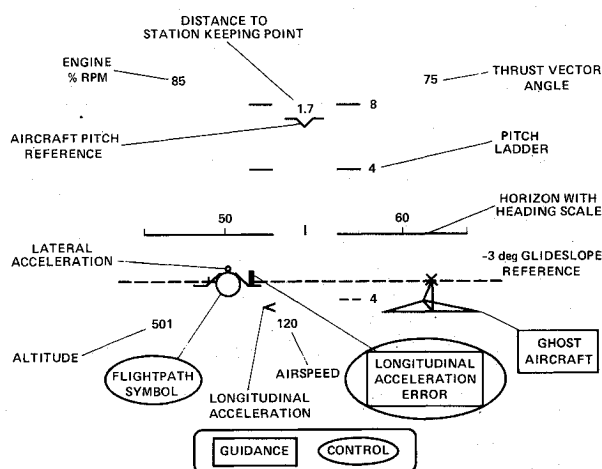 DISTANCE TO
STATION KEEPING POINT
ENGINE
% RPM
85
75
THRUST VECTOR
ANGLE
1.7
8
AIRCRAFT PITCH
REFERENCE
PITCH
LADDER
4
HORIZON WITH
HEADING SCALE
50
60
LATERAL
ACCELERATION
-3 deg GLIDESLOPE
REFERENCE
4
501
120
ALTITUDE
AIRSPEED
FLIGHTPATH
SYMBOL
LONGITUDINAL
ACCELERATION
LONGITUDINAL
ACCELERATION
ERROR
GHOST
AIRCRAFT
GUIDANCE
CONTROL